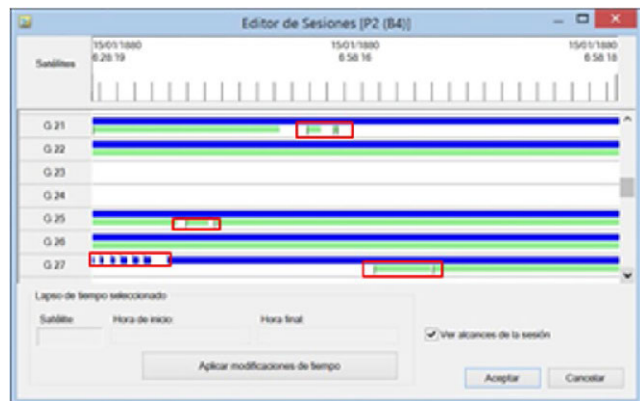 Editor de Sesiones [P2 (B4)]
15/01/1880 15/01/1880 15/01/1880
Satélites 6:28:19 6:58:16 6:58:18
G 21
G 22
G 23
G 24
G 25
G 26
G 27
Lapso de tiempo seleccionado
Satélite: Hora de inicio: Hora final:
Ver alcances de la sesión
Aplicar modificaciones de tiempo
Aceptar Cancelar